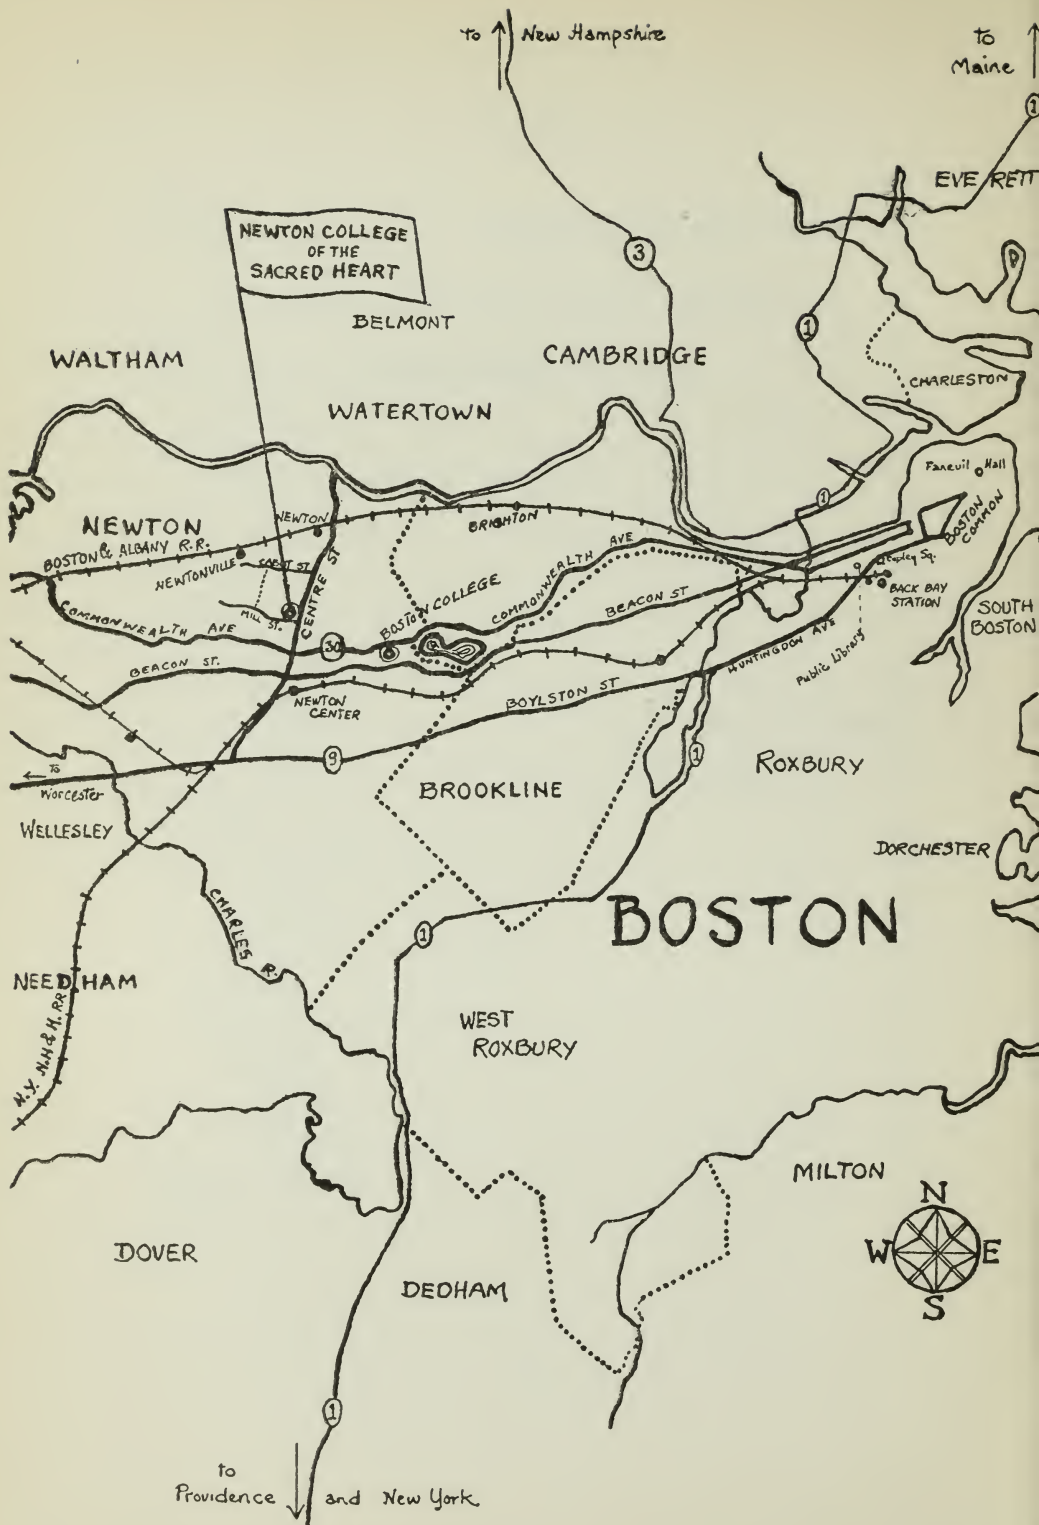 to New Hampshire
to
Maine
1
EVERETT
NEWTON COLLEGE
OF THE
SACRED HEART
3
BELMONT
1
WALTHAM
CAMBRIDGE
CHARLESTON
WATERTOWN
Faneuil Hall
1
NEWTON
NEWTON
BRIGHTON
BOSTON COMMON
BOSTON & ALBANY R.R.
NEWTONVILLE
CABOT ST.
CENTRE ST
COMMONWEALTH AVE
Copley Sq.
BACK BAY
STATION
MILL ST.
BOSTON COLLEGE
COMMONWEALTH AVE
BEACON ST
SOUTH
BOSTON
30
BEACON ST.
HUNTINGDON AVE
Public Library
NEWTON
CENTER
BOYLSTON ST
9
1
ROXBURY
To
Worcester
BROOKLINE
WELLESLEY
DORCHESTER
CHARLES R.
BOSTON
1
NEEDHAM
N.Y. N.H & H. RR
WEST
ROXBURY
MILTON
N
W E
S
DOVER
DEDHAM
1
to
Providence and New York